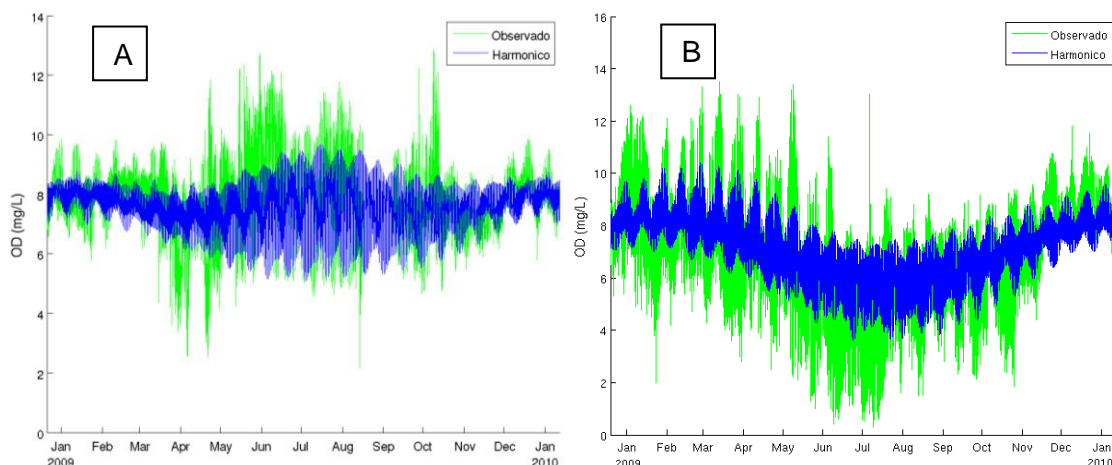 A
Observado
Harmonico
OD (mg/L)
14
12
10
8
6
4
2
0
Jan Feb Mar Apr May Jun Jul Aug Sep Oct Nov Dec Jan
2009 2010
B
Observado
Harmonico
OD (mg/L)
16
14
12
10
8
6
4
2
0
Jan Feb Mar Apr May Jun Jul Aug Sep Oct Nov Dec Jan
2009 2010